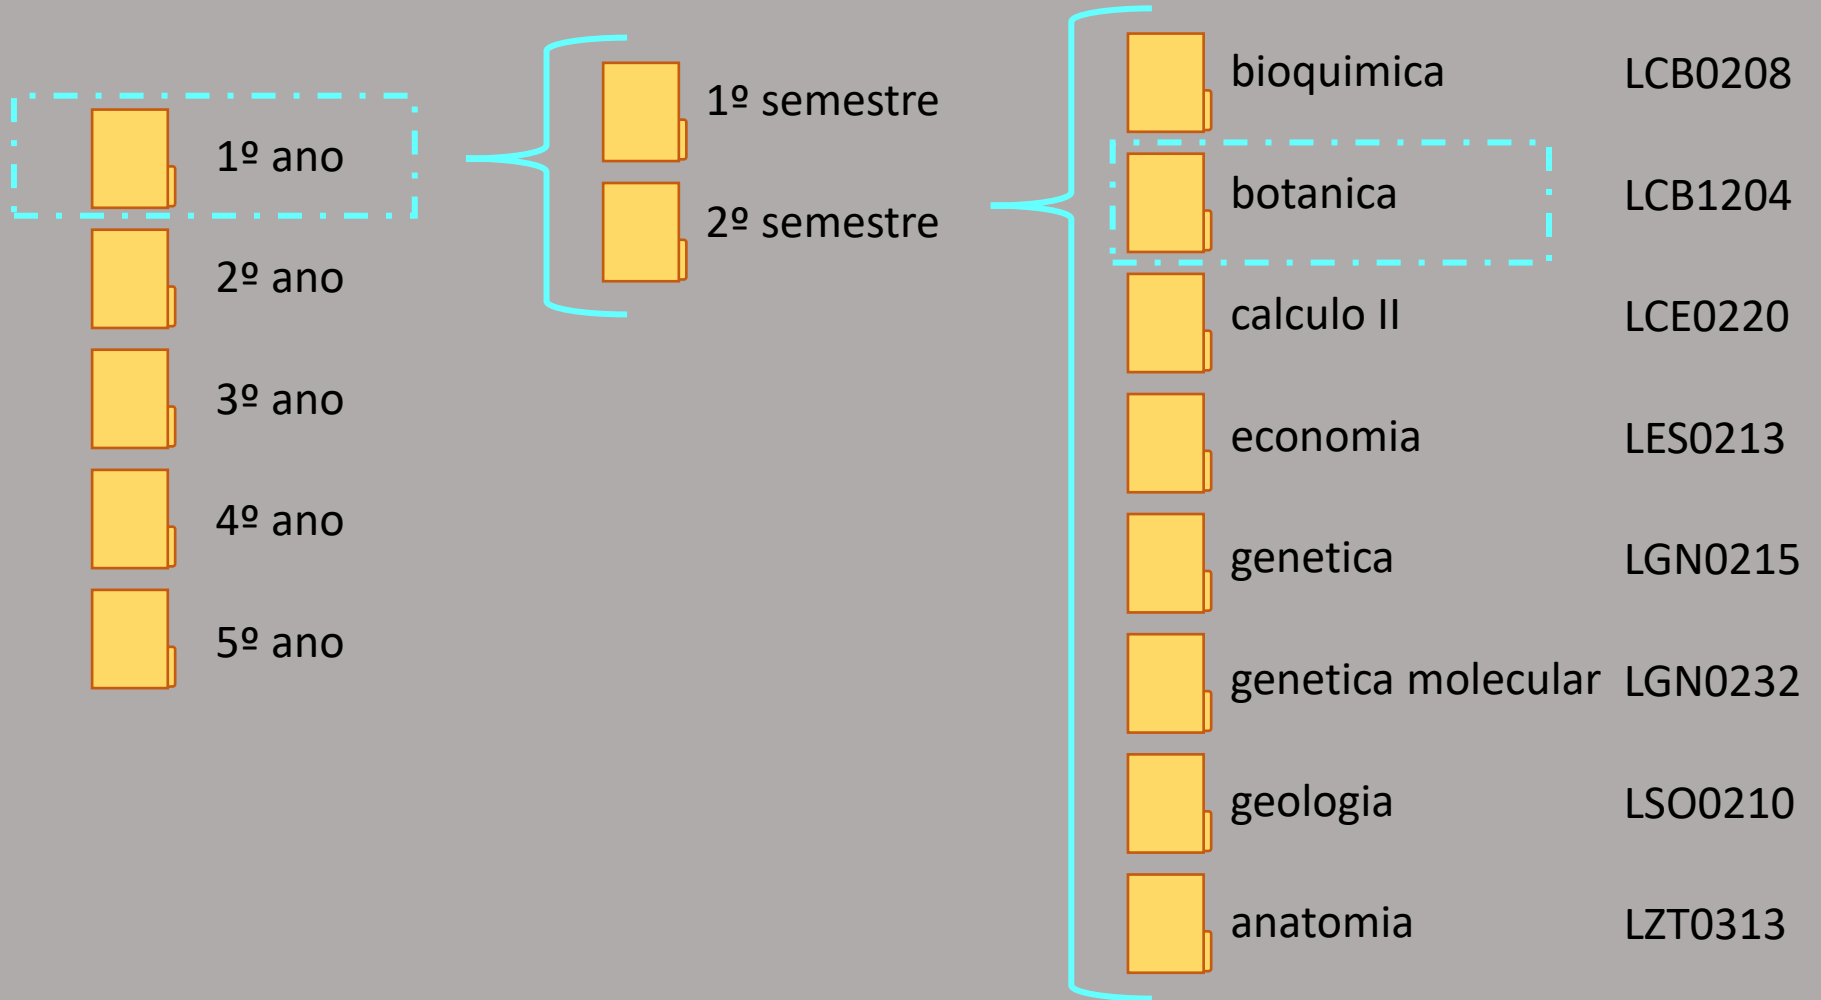 1º ano
2º ano
3º ano
4º ano
5º ano
1º semestre
2º semestre
bioquimica LCB0208
botanica LCB1204
calculo II LCE0220
economia LES0213
genetica LGN0215
genetica molecular LGN0232
geologia LSO0210
anatomia LZT0313